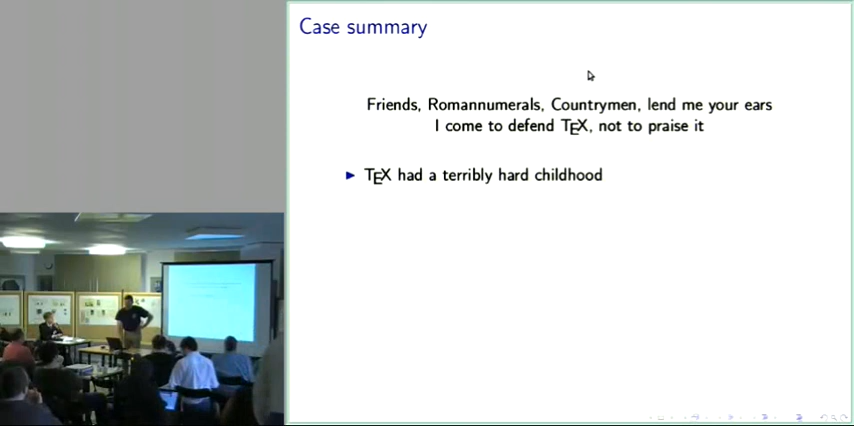 Case summary
Friends, Romannumerals, Countrymen, lend me your ears
I come to defend TEX, not to praise it
TEX had a terribly hard childhood